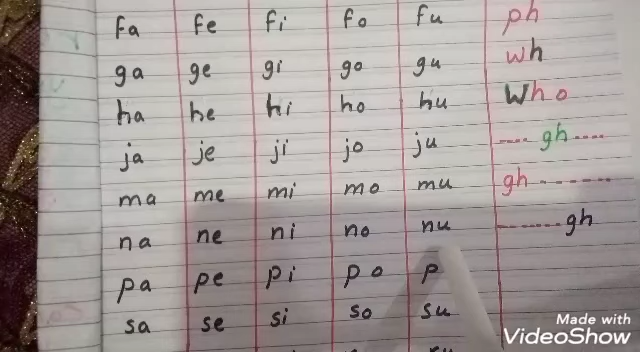 fa fe fi fo fu ph
ga ge gi go gu wh
ha he hi ho hu Who
ja je ji jo ju ---- gh ----
ma me mi mo mu gh -------
na ne ni no nu ------- gh
pa pe pi po p
sa se si so su
Made with
VideoShow